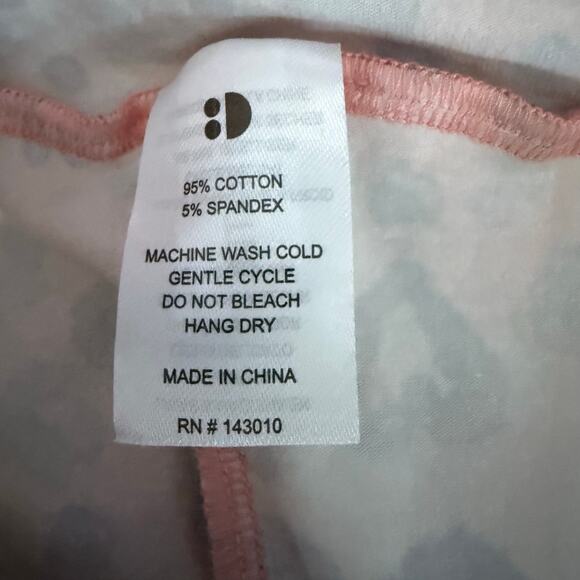 95% COTTON
5% SPANDEX
MACHINE WASH COLD
GENTLE CYCLE
DO NOT BLEACH
HANG DRY
MADE IN CHINA
RN # 143010